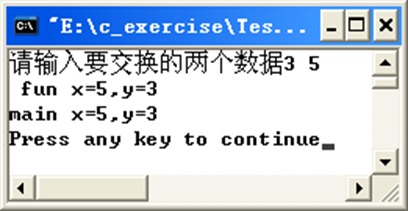 "E:\c_exercise\Tes...
请输入要交换的两个数据3 5
 fun x=5,y=3
main x=5,y=3
Press any key to continue